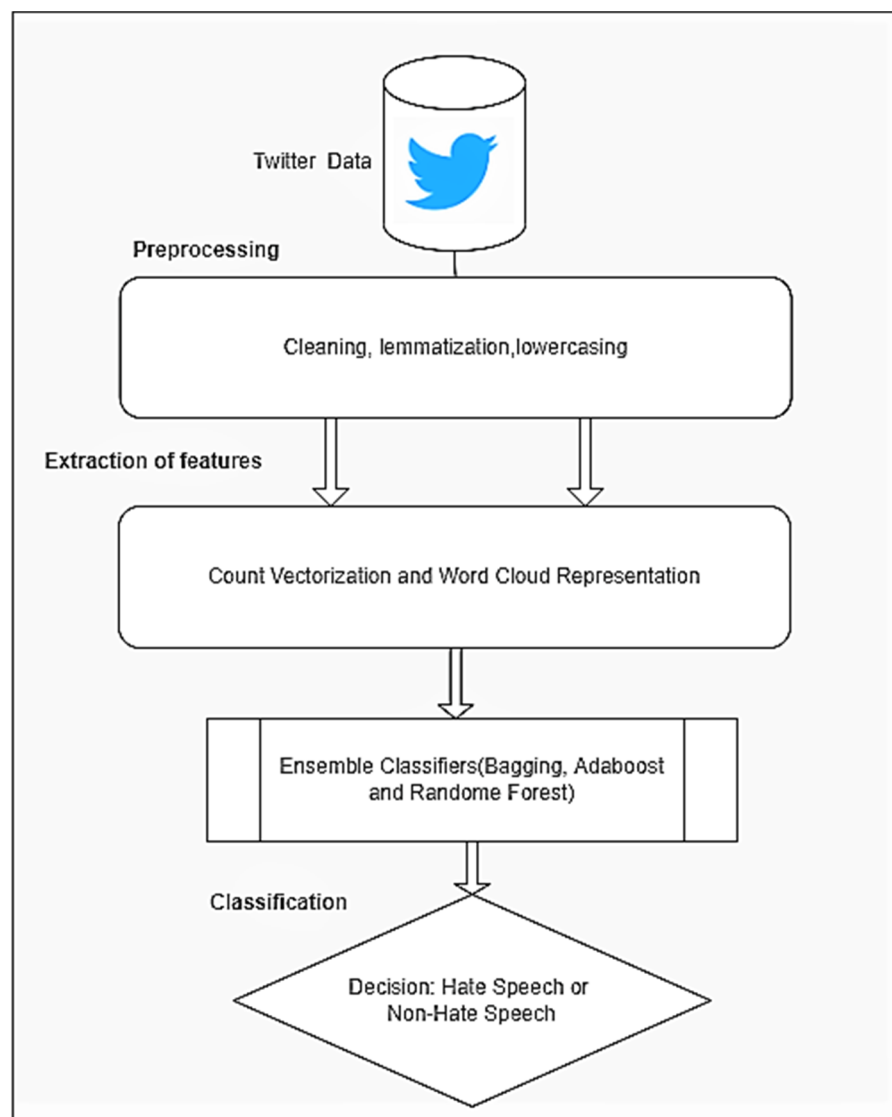 Twitter Data
Preprocessing
Cleaning, lemmatization,lowercasing
Extraction of features
Count Vectorization and Word Cloud Representation
Ensemble Classifiers(Bagging, Adaboost
and Randome Forest)
Classification
Decision: Hate Speech or
Non-Hate Speech